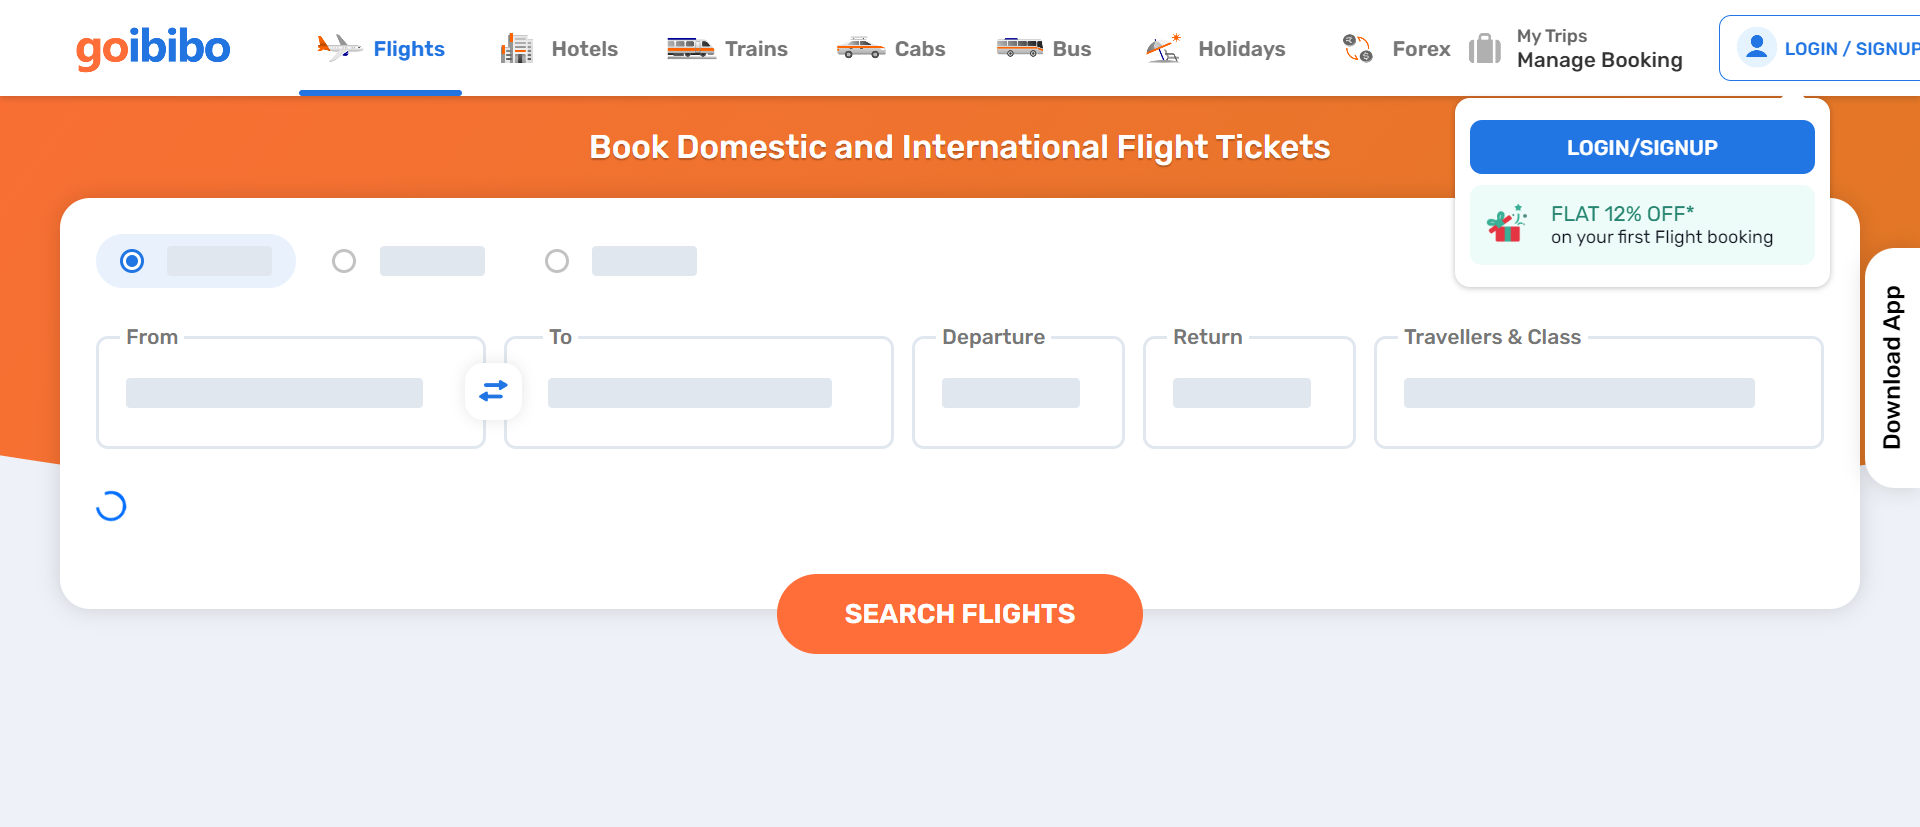 goibibo
Flights
Hotels
Trains
Cabs
Bus
Holidays
Forex
My Trips
Manage Booking
LOGIN / SIGNUP
Book Domestic and International Flight Tickets
LOGIN/SIGNUP
FLAT 12% OFF*
on your first Flight booking
Download App
From
To
Departure
Return
Travellers & Class
SEARCH FLIGHTS